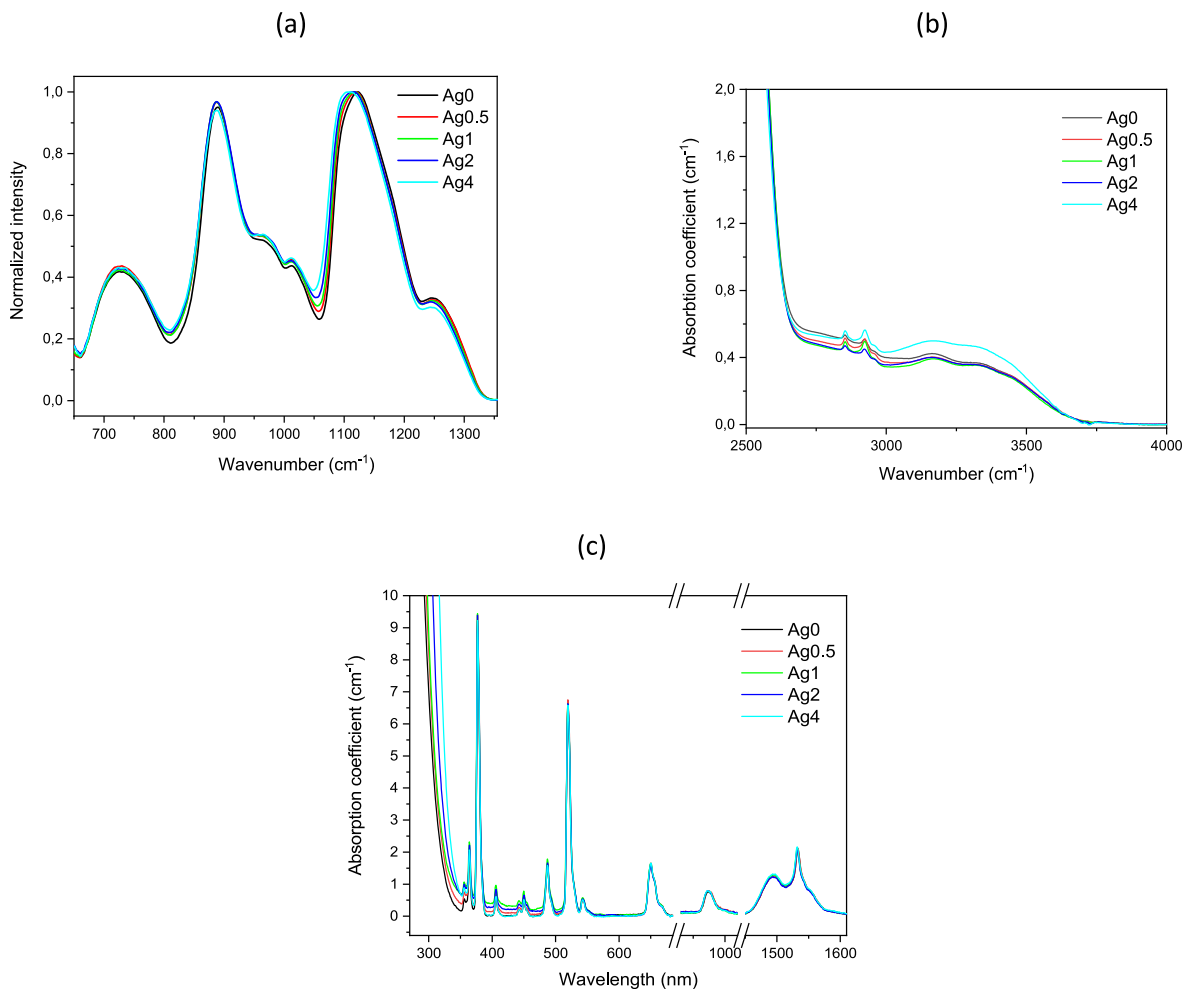 (a)
(b)
1,0
0,8
0,6
0,4
0,2
0,0
Normalized intensity
700 800 900 1000 1100 1200 1300
Wavenumber (cm⁻¹)
Ag0
Ag0.5
Ag1
Ag2
Ag4
2,0
1,6
1,2
0,8
0,4
0,0
Absorbtion coefficient (cm⁻¹)
2500 3000 3500 4000
Wavenumber (cm⁻¹)
Ag0
Ag0.5
Ag1
Ag2
Ag4
(c)
10
9
8
7
6
5
4
3
2
1
0
Absorption coefficient (cm⁻¹)
300 400 500 600 1000 1500 1600
Wavelength (nm)
Ag0
Ag0.5
Ag1
Ag2
Ag4